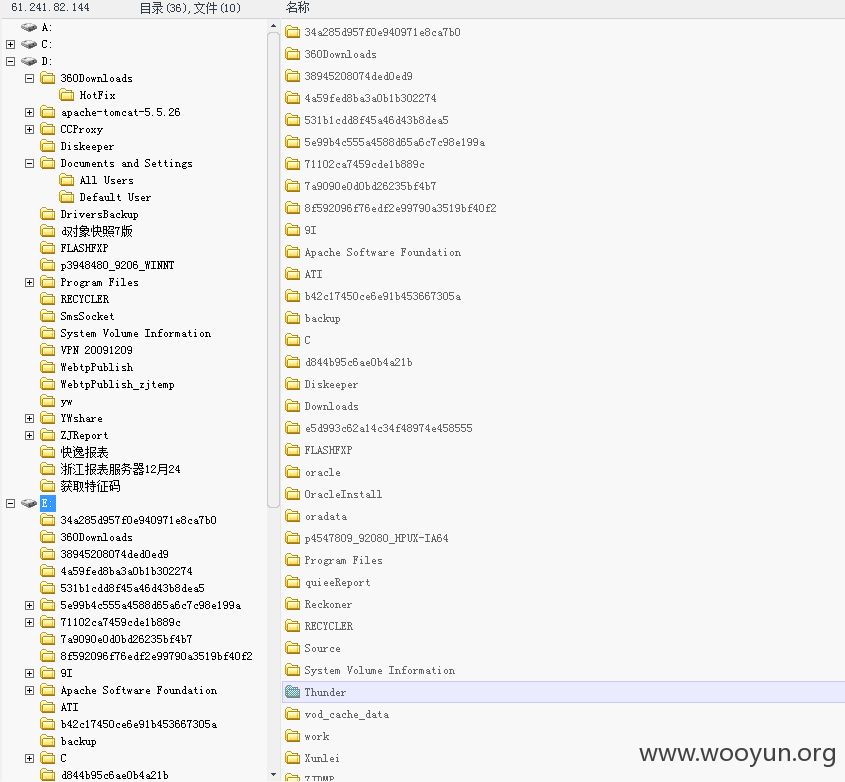 61.241.82.144
目录(36),文件(10)
A:
C:
D:
360Downloads
HotFix
apache-tomcat-5.5.26
CCProxy
Diskeeper
Documents and Settings
All Users
Default User
DriversBackup
d对象快照7版
FLASHFXP
p3948480_9206_WINNT
Program Files
RECYCLER
SmsSocket
System Volume Information
VPN 20091209
WebtpPublish
WebtpPublish_zjtemp
yw
YWshare
ZJReport
快逸报表
浙江报表服务器12月24
获取特征码
E:
34a285d957f0e940971e8ca7b0
360Downloads
38945208074ded0ed9
4a59fed8ba3a0b1b302274
531b1cdd8f45a46d43b8dea5
5e99b4c555a4588d65a6c7c98e199a
71102ca7459cde1b889c
7a9090e0d0bd26235bf4b7
8f592096f76edf2e99790a3519bf40f2
9I
Apache Software Foundation
ATI
b42c17450ce6e91b453667305a
backup
C
d844b95c6ae0b4a21b
名称
34a285d957f0e940971e8ca7b0
360Downloads
38945208074ded0ed9
4a59fed8ba3a0b1b302274
531b1cdd8f45a46d43b8dea5
5e99b4c555a4588d65a6c7c98e199a
71102ca7459cde1b889c
7a9090e0d0bd26235bf4b7
8f592096f76edf2e99790a3519bf40f2
9I
Apache Software Foundation
ATI
b42c17450ce6e91b453667305a
backup
C
d844b95c6ae0b4a21b
Diskeeper
Downloads
e5d993c62a14c34f48974e458555
FLASHFXP
oracle
OracleInstall
oradata
p4547809_92080_HPUX-IA64
Program Files
quieeReport
Reckoner
RECYCLER
Source
System Volume Information
Thunder
vod_cache_data
work
Xunlei
ZJDMP
www.wooyun.org